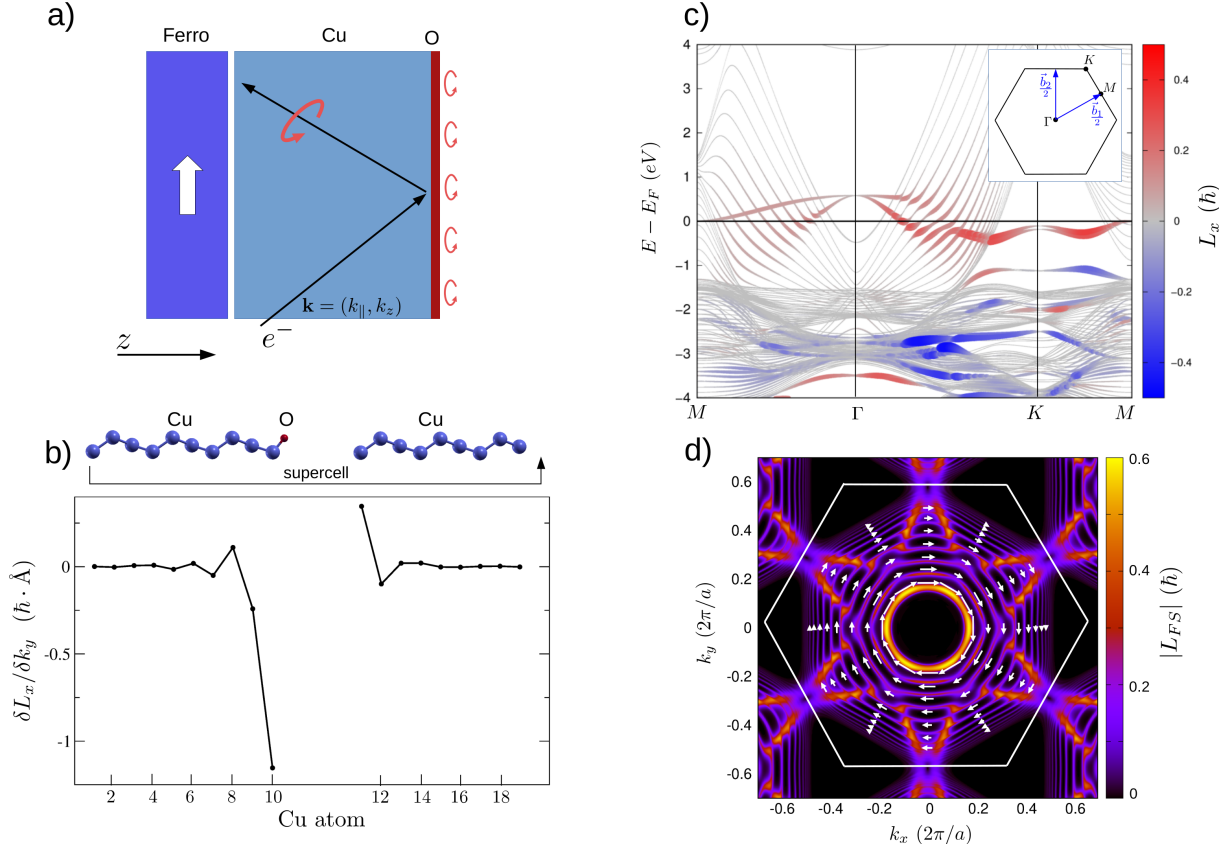 a)
Ferro Cu O
k = (k∥, kz)
z e−
b)
Cu O Cu
supercell
0
-0.5
-1
δLx/δky (ħ · Å)
2 4 6 8 10 12 14 16 18
Cu atom
c)
4
3
2
1
0
−1
−2
−3
−4
E − EF (eV)
M Γ K M
K
M
Γ
b⃗2/2
b⃗1/2
0.4
0.2
0
-0.2
-0.4
Lx (ħ)
d)
0.6
0.4
0.2
0
-0.2
-0.4
-0.6
ky (2π/a)
-0.6 -0.4 -0.2 0 0.2 0.4 0.6
kx (2π/a)
0.6
0.4
0.2
0
|LFS| (ħ)